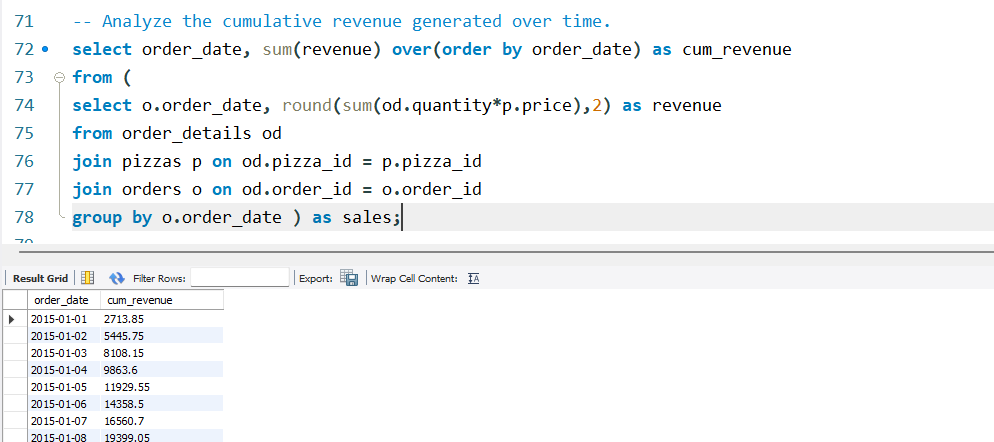 71 -- Analyze the cumulative revenue generated over time.
72 select order_date, sum(revenue) over(order by order_date) as cum_revenue
73 from (
74 select o.order_date, round(sum(od.quantity*p.price),2) as revenue
75 from order_details od
76 join pizzas p on od.pizza_id = p.pizza_id
77 join orders o on od.order_id = o.order_id
78 group by o.order_date ) as sales;
Result Grid Filter Rows: Export: Wrap Cell Content:
order_date cum_revenue
2015-01-01 2713.85
2015-01-02 5445.75
2015-01-03 8108.15
2015-01-04 9863.6
2015-01-05 11929.55
2015-01-06 14358.5
2015-01-07 16560.7
2015-01-08 19399.05